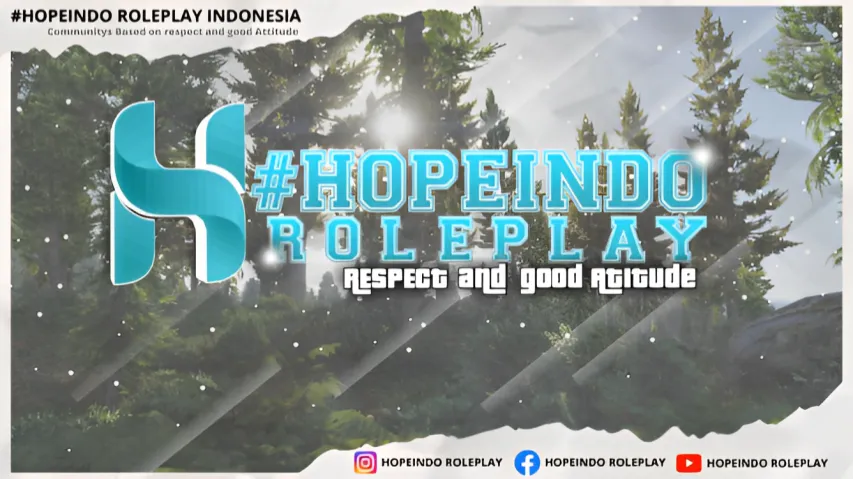 #HOPEINDO ROLEPLAY INDONESIA
Communitys Based on respect and good Attitude
#HOPEINDO
ROLEPLAY
RESPECT and good Atitude
HOPEINDO ROLEPLAY HOPEINDO ROLEPLAY HOPEINDO ROLEPLAY